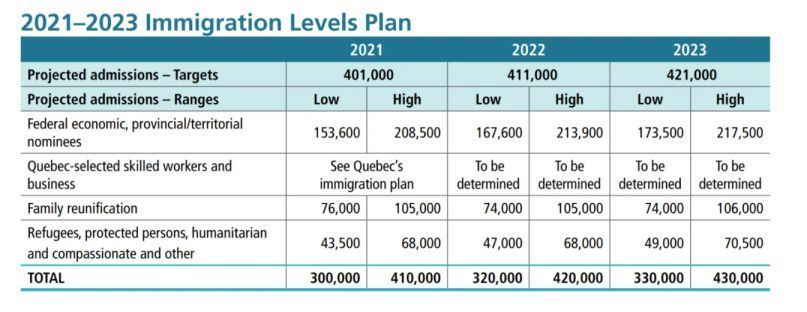 2021–2023 Immigration Levels Plan
2021 2022 2023
Projected admissions – Targets 401,000 411,000 421,000
Projected admissions – Ranges Low High Low High Low High
Federal economic, provincial/territorial
nominees 153,600 208,500 167,600 213,900 173,500 217,500
Quebec-selected skilled workers and See Quebec's To be To be To be To be
business immigration plan determined determined determined determined
Family reunification 76,000 105,000 74,000 105,000 74,000 106,000
Refugees, protected persons, humanitarian
and compassionate and other 43,500 68,000 47,000 68,000 49,000 70,500
TOTAL 300,000 410,000 320,000 420,000 330,000 430,000